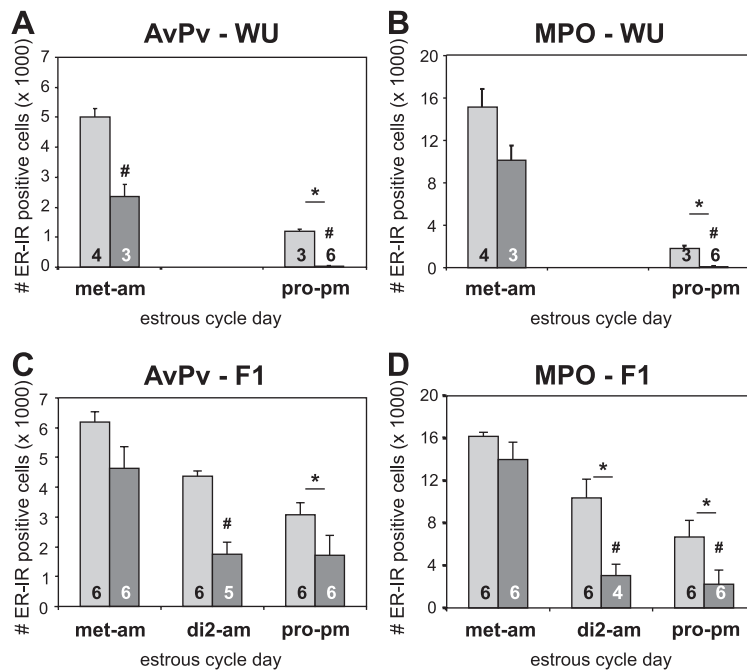 A
AvPv - WU
# ER-IR positive cells (x 1000)
7
6
5
4
3
2
1
0
#
*
#
4 3 3 6
met-am pro-pm
estrous cycle day
B
MPO - WU
# ER-IR positive cells (x 1000)
20
16
12
8
4
0
*
#
4 3 3 6
met-am pro-pm
estrous cycle day
C
AvPv - F1
# ER-IR positive cells (x 1000)
7
6
5
4
3
2
1
0
#
*
6 6 6 5 6 6
met-am di2-am pro-pm
estrous cycle day
D
MPO - F1
# ER-IR positive cells (x 1000)
20
16
12
8
4
0
*
#
*
#
6 6 6 4 6 6
met-am di2-am pro-pm
estrous cycle day